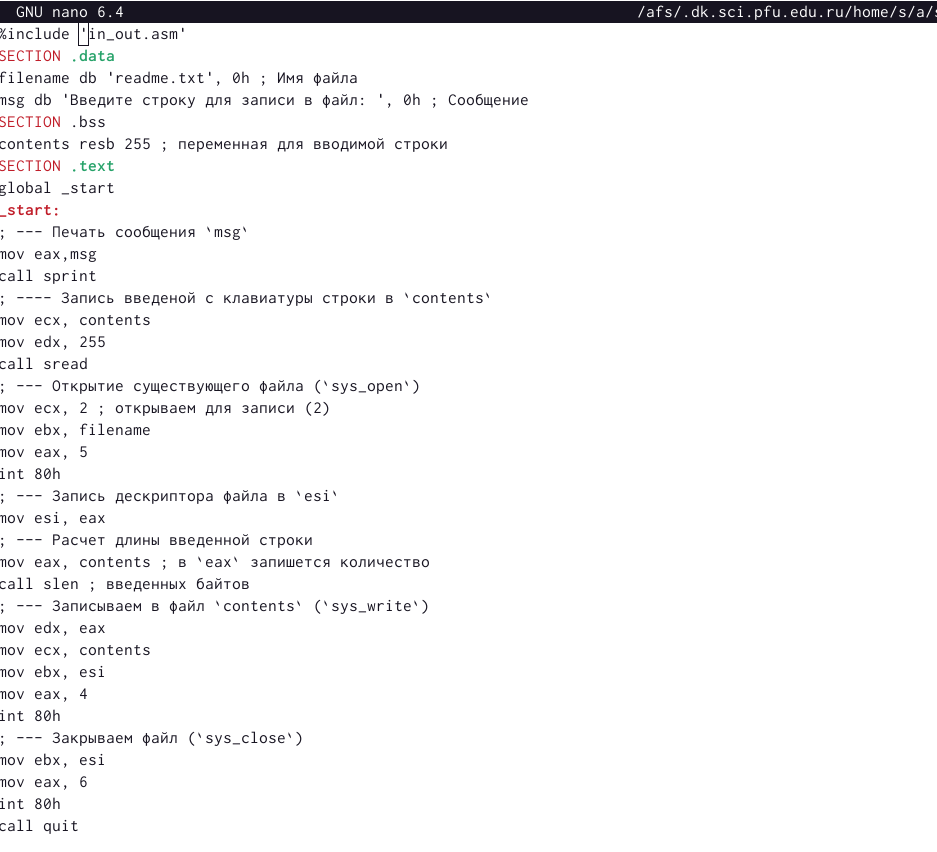 GNU nano 6.4 /afs/.dk.sci.pfu.edu.ru/home/s/a/s
%include 'in_out.asm'
SECTION .data
filename db 'readme.txt', 0h ; Имя файла
msg db 'Введите строку для записи в файл: ', 0h ; Сообщение
SECTION .bss
contents resb 255 ; переменная для вводимой строки
SECTION .text
global _start
_start:
; --- Печать сообщения `msg`
mov eax,msg
call sprint
; ---- Запись введеной с клавиатуры строки в `contents`
mov ecx, contents
mov edx, 255
call sread
; --- Открытие существующего файла (`sys_open`)
mov ecx, 2 ; открываем для записи (2)
mov ebx, filename
mov eax, 5
int 80h
; --- Запись дескриптора файла в `esi`
mov esi, eax
; --- Расчет длины введенной строки
mov eax, contents ; в `eax` запишется количество
call slen ; введенных байтов
; --- Записываем в файл `contents` (`sys_write`)
mov edx, eax
mov ecx, contents
mov ebx, esi
mov eax, 4
int 80h
; --- Закрываем файл (`sys_close`)
mov ebx, esi
mov eax, 6
int 80h
call quit